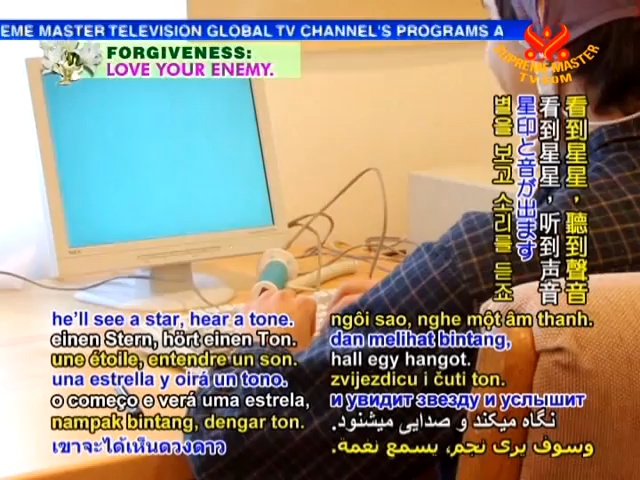 EME MASTER TELEVISION GLOBAL TV CHANNEL'S PROGRAMS A
FORGIVENESS:
LOVE YOUR ENEMY.
SUPREME MASTER
TV.COM
看到星星，聽到聲音
看到星星，听到声音
星印と音が出ます
별을 보고 소리를 듣죠
he'll see a star, hear a tone.
einen Stern, hört einen Ton.
une étoile, entendre un son.
una estrella y oirá un tono.
o começo e verá uma estrela,
nampak bintang, dengar ton.
เขาจะได้เห็นดวงดาว
ngôi sao, nghe một âm thanh.
dan melihat bintang,
hall egy hangot.
zvijezdicu i čuti ton.
и увидит звезду и услышит
نگاه میکند و صدایی میشنود.
وسوف يرى نجم، يسمع نغمة.